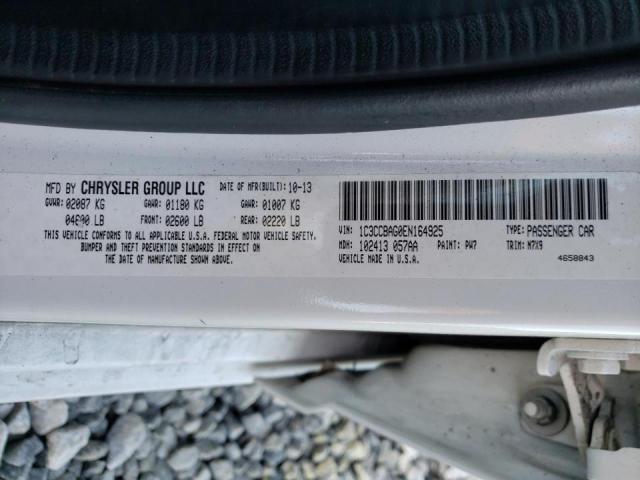 MFD BY CHRYSLER GROUP LLC DATE OF MFR(BUILT): 10-13
GVWR: 02087 KG GAWR: 01180 KG GAWR: 01007 KG
LB FRONT: 02600 LB REAR: 02220 LB
THIS VEHICLE CONFORMS TO ALL APPLICABLE U.S.A. FEDERAL MOTOR VEHICLE SAFETY,
BUMPER AND THEFT PREVENTION STANDARDS IN EFFECT ON
THE DATE OF MANUFACTURE SHOWN ABOVE.
VIN: 1C3CCBAG0EN164925 TYPE: PASSENGER CAR
MDH: 102413 057AA PAINT: PW7 TRIM: M7X9
VEHICLE MADE IN U.S.A. 4658843